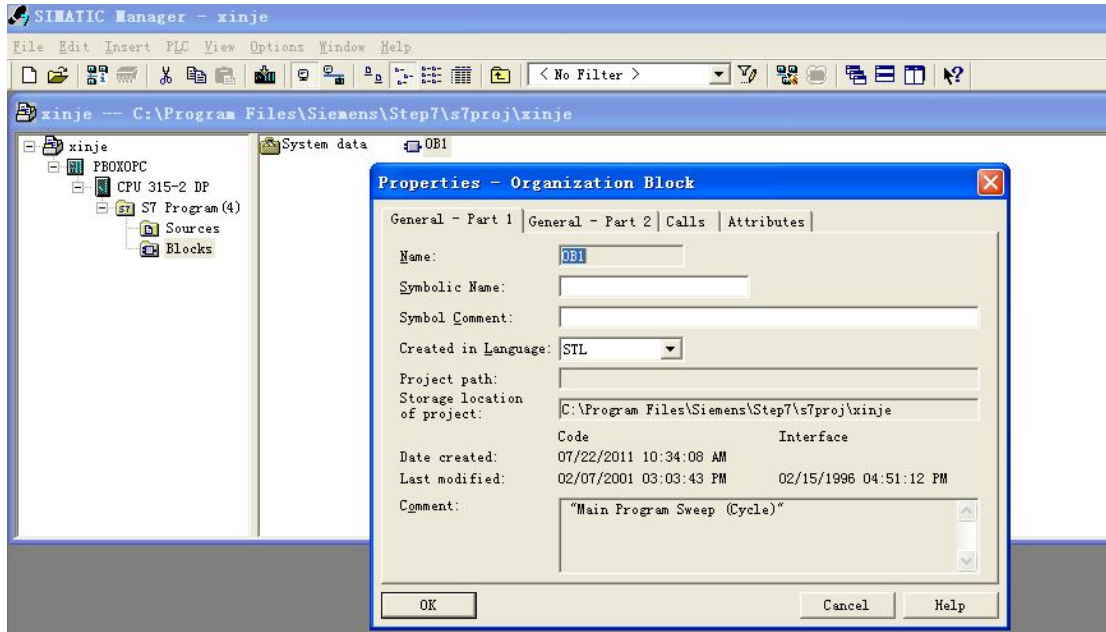 SIMATIC Manager - xinje
File Edit Insert PLC View Options Window Help
< No Filter >
xinje -- C:\Program Files\Siemens\Step7\s7proj\xinje
xinje
PBOXOPC
CPU 315-2 DP
S7 Program(4)
Sources
Blocks
System data OB1
Properties - Organization Block
General - Part 1 General - Part 2 Calls Attributes
Name: OB1
Symbolic Name:
Symbol Comment:
Created in Language: STL
Project path:
Storage location
of project: C:\Program Files\Siemens\Step7\s7proj\xinje
Code Interface
Date created: 07/22/2011 10:34:08 AM
Last modified: 02/07/2001 03:03:43 PM 02/15/1996 04:51:12 PM
Comment: "Main Program Sweep (Cycle)"
OK Cancel Help